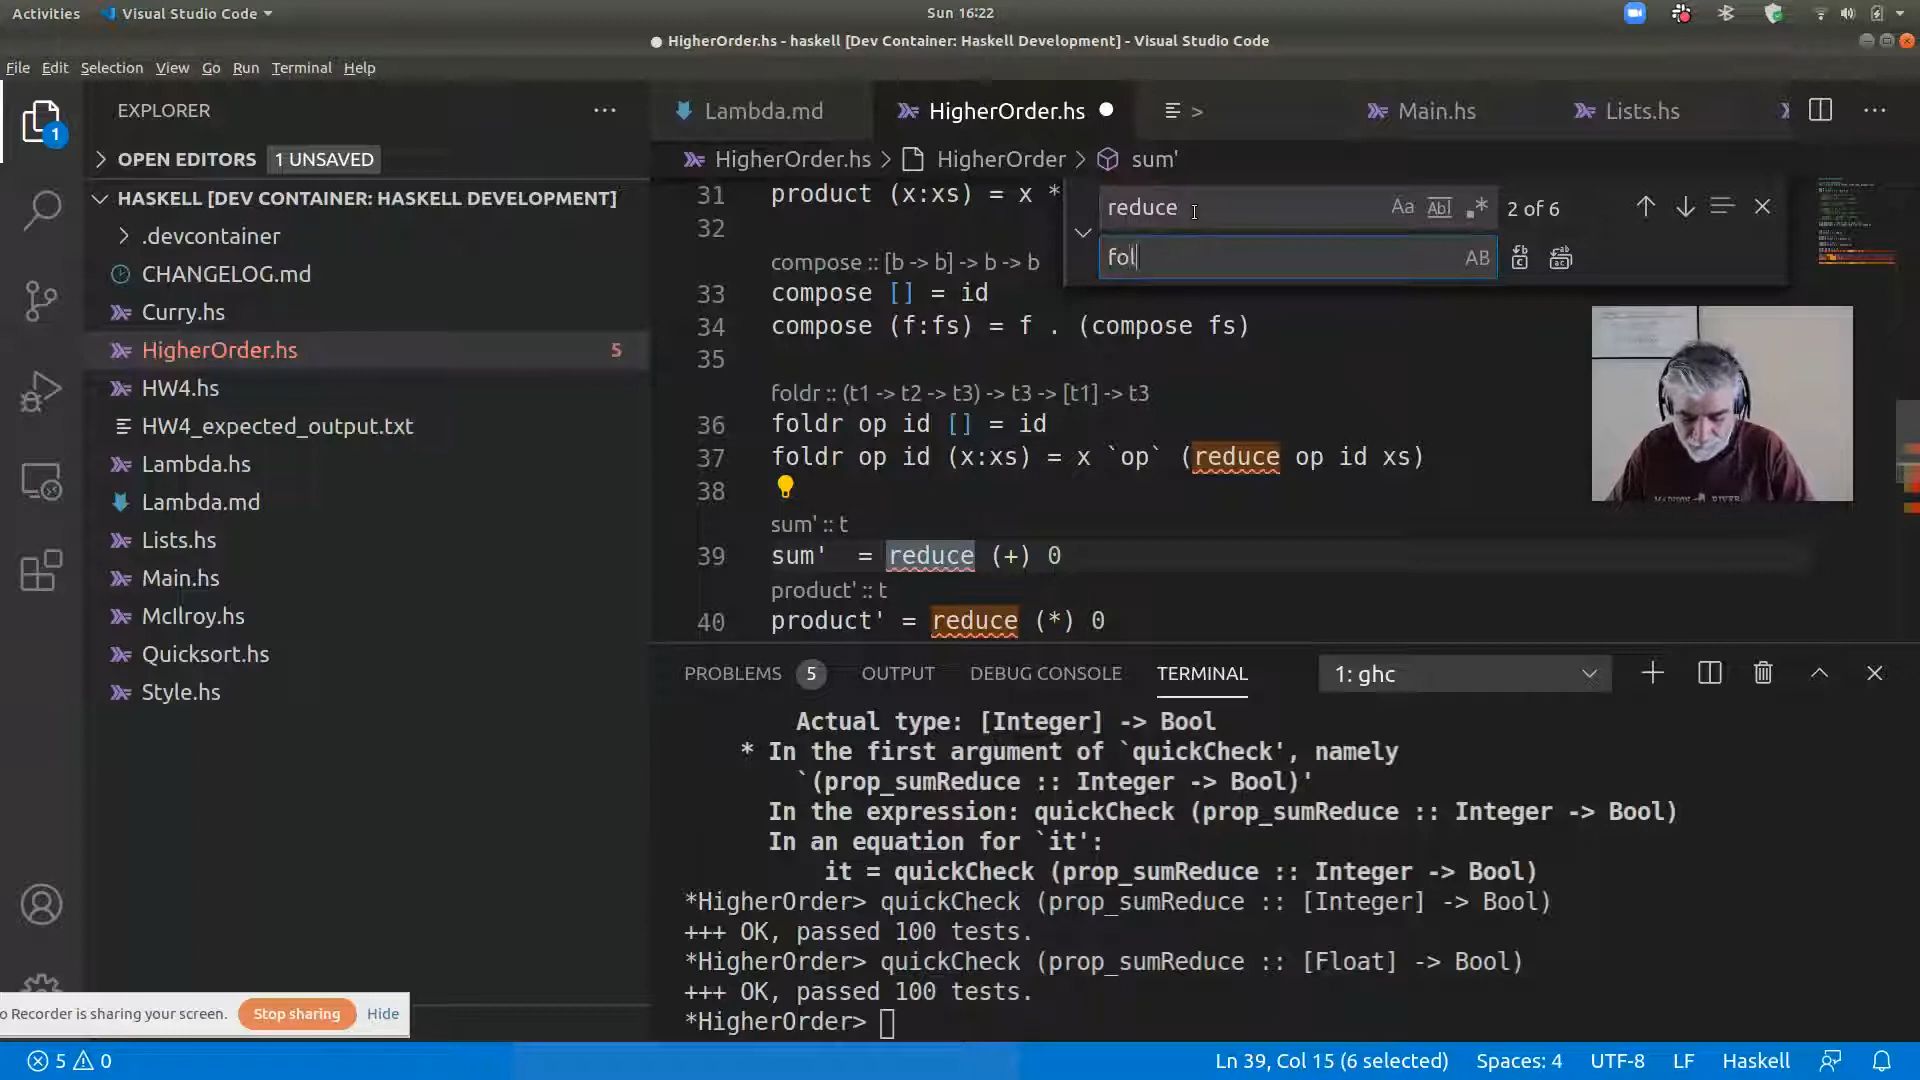 Activities Visual Studio Code Sun 16:22
HigherOrder.hs - haskell [Dev Container: Haskell Development] - Visual Studio Code
File Edit Selection View Go Run Terminal Help
EXPLORER
OPEN EDITORS 1 UNSAVED
HASKELL [DEV CONTAINER: HASKELL DEVELOPMENT]
.devcontainer
CHANGELOG.md
Curry.hs
HigherOrder.hs 5
HW4.hs
HW4_expected_output.txt
Lambda.hs
Lambda.md
Lists.hs
Main.hs
McIlroy.hs
Quicksort.hs
Style.hs
1
Lambda.md HigherOrder.hs > Main.hs Lists.hs
HigherOrder.hs > HigherOrder > sum'
reduce Aa Abl .* 2 of 6
fol AB
31 product (x:xs) = x *
32
compose :: [b -> b] -> b -> b
33 compose [] = id
34 compose (f:fs) = f . (compose fs)
35
foldr :: (t1 -> t2 -> t3) -> t3 -> [t1] -> t3
36 foldr op id [] = id
37 foldr op id (x:xs) = x `op` (reduce op id xs)
38
sum' :: t
39 sum'  = reduce (+) 0
product' :: t
40 product' = reduce (*) 0
PROBLEMS 5 OUTPUT DEBUG CONSOLE TERMINAL 1: ghc
Actual type: [Integer] -> Bool
* In the first argument of `quickCheck', namely
`(prop_sumReduce :: Integer -> Bool)'
In the expression: quickCheck (prop_sumReduce :: Integer -> Bool)
In an equation for `it':
it = quickCheck (prop_sumReduce :: Integer -> Bool)
*HigherOrder> quickCheck (prop_sumReduce :: [Integer] -> Bool)
+++ OK, passed 100 tests.
*HigherOrder> quickCheck (prop_sumReduce :: [Float] -> Bool)
+++ OK, passed 100 tests.
*HigherOrder>
o Recorder is sharing your screen. Stop sharing Hide
5 0 Ln 39, Col 15 (6 selected) Spaces: 4 UTF-8 LF Haskell